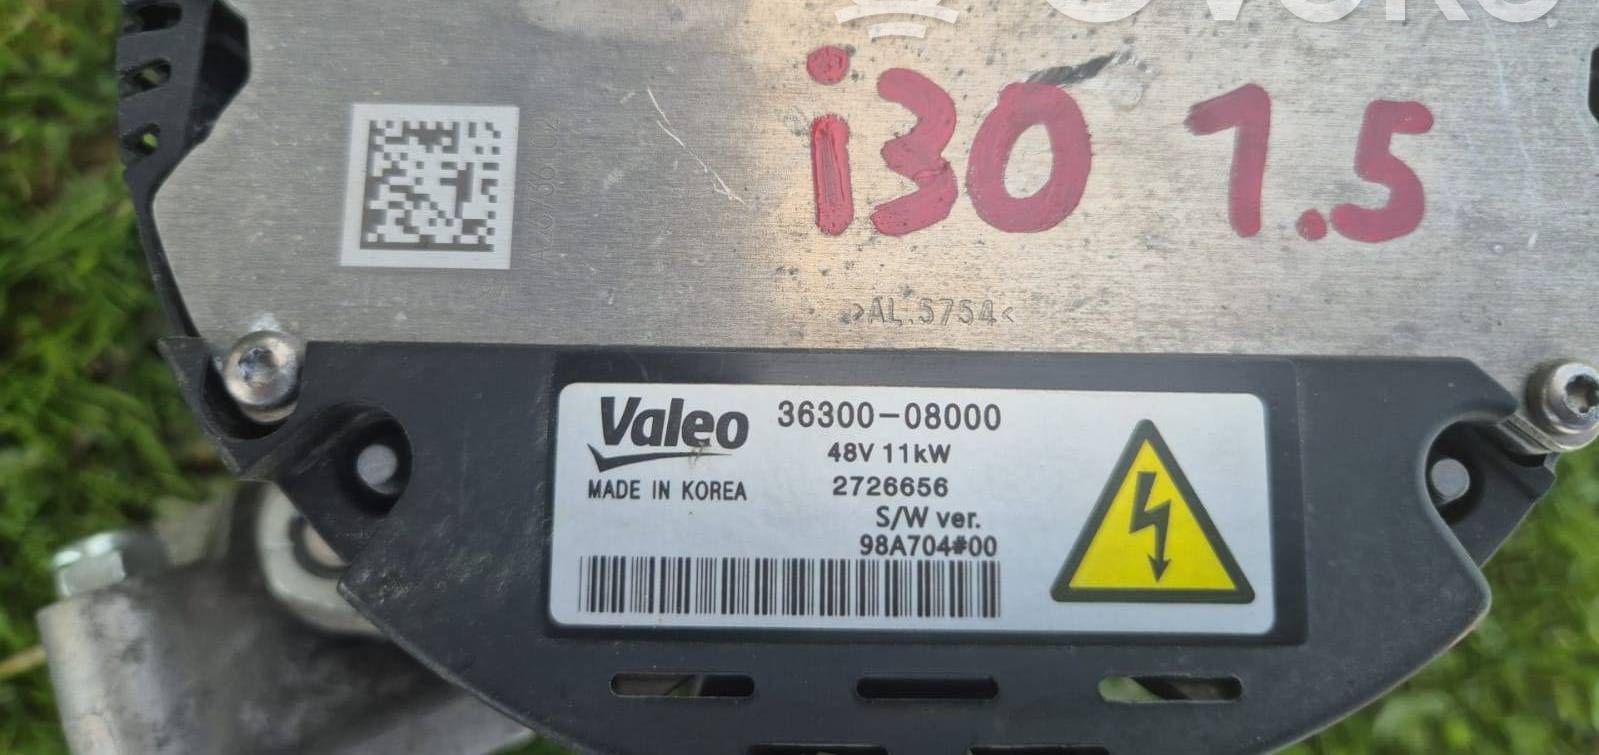 i30 1.5
>AL.5754<
Valeo
36300-08000
48V 11kW
MADE IN KOREA
2726656
S/W ver.
98A704#00